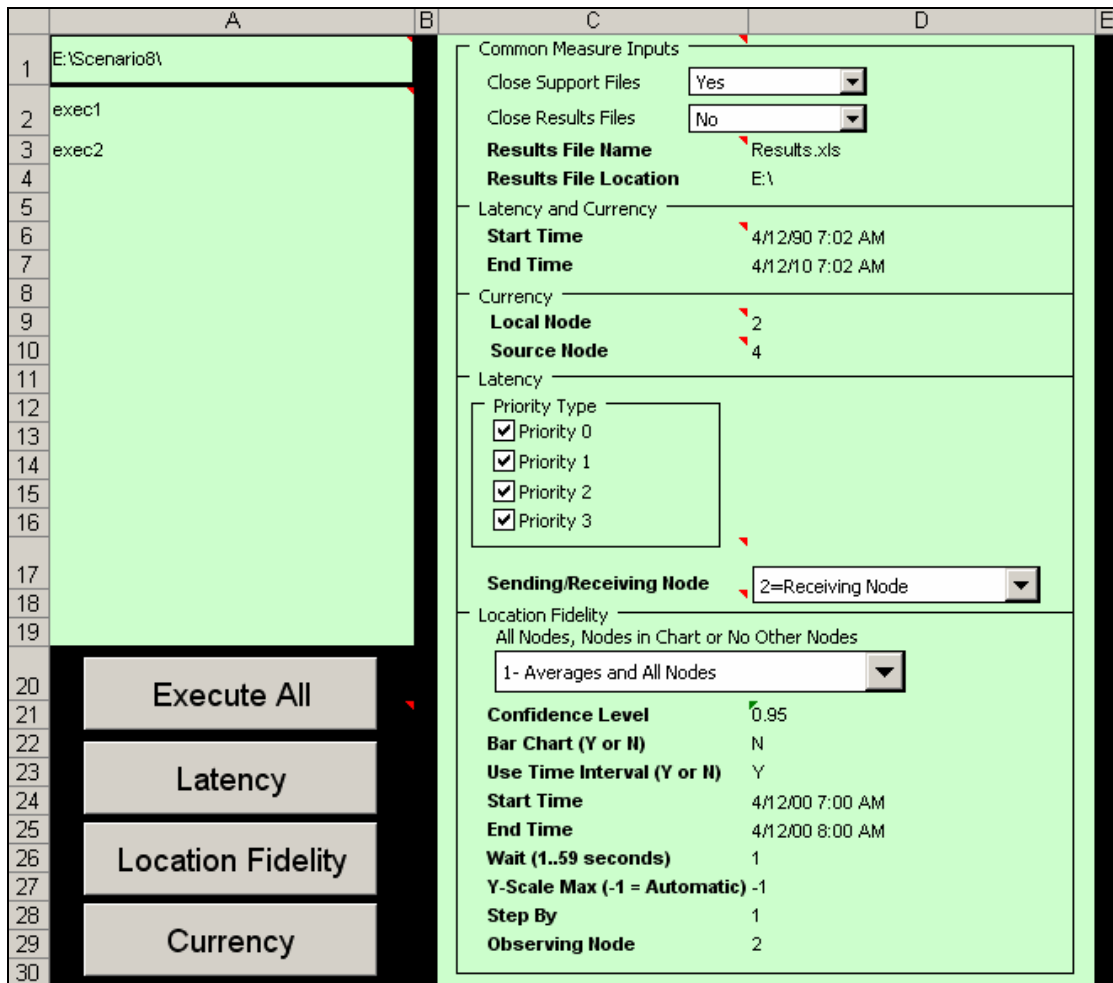 A B C D E
1 E:\Scenario8\ Common Measure Inputs
Close Support Files Yes
2 exec1 Close Results Files No
3 exec2 Results File Name Results.xls
4 Results File Location E:\
5 Latency and Currency
6 Start Time 4/12/90 7:02 AM
7 End Time 4/12/10 7:02 AM
8 Currency
9 Local Node 2
10 Source Node 4
11 Latency
12 Priority Type
13 Priority 0
14 Priority 1
15 Priority 2
16 Priority 3
17 Sending/Receiving Node 2=Receiving Node
18 Location Fidelity
19 All Nodes, Nodes in Chart or No Other Nodes
20 Execute All 1- Averages and All Nodes
21 Confidence Level 0.95
22 Bar Chart (Y or N) N
23 Latency Use Time Interval (Y or N) Y
24 Start Time 4/12/00 7:00 AM
25 End Time 4/12/00 8:00 AM
26 Location Fidelity Wait (1..59 seconds) 1
27 Y-Scale Max (-1 = Automatic) -1
28 Step By 1
29 Currency Observing Node 2
30